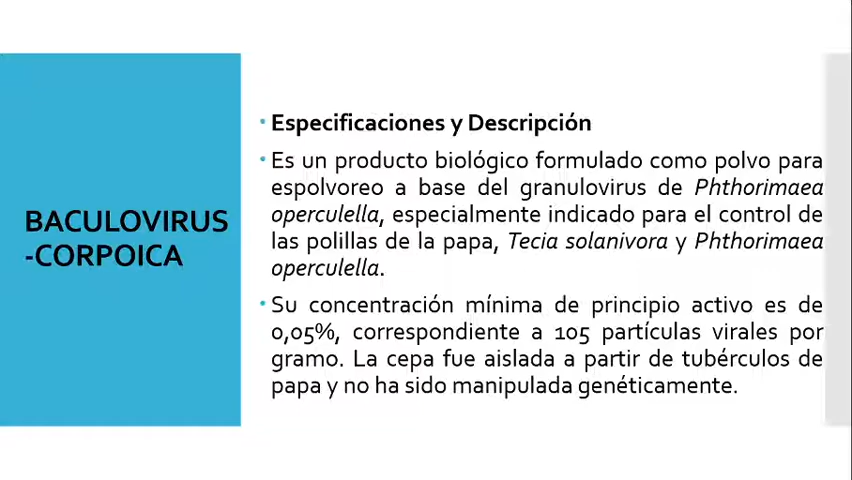 BACULOVIRUS
-CORPOICA
• Especificaciones y Descripción
• Es un producto biológico formulado como polvo para
espolvoreo a base del granulovirus de Phthorimaea
operculella, especialmente indicado para el control de
las polillas de la papa, Tecia solanivora y Phthorimaea
operculella.
• Su concentración mínima de principio activo es de
0,05%, correspondiente a 105 partículas virales por
gramo. La cepa fue aislada a partir de tubérculos de
papa y no ha sido manipulada genéticamente.